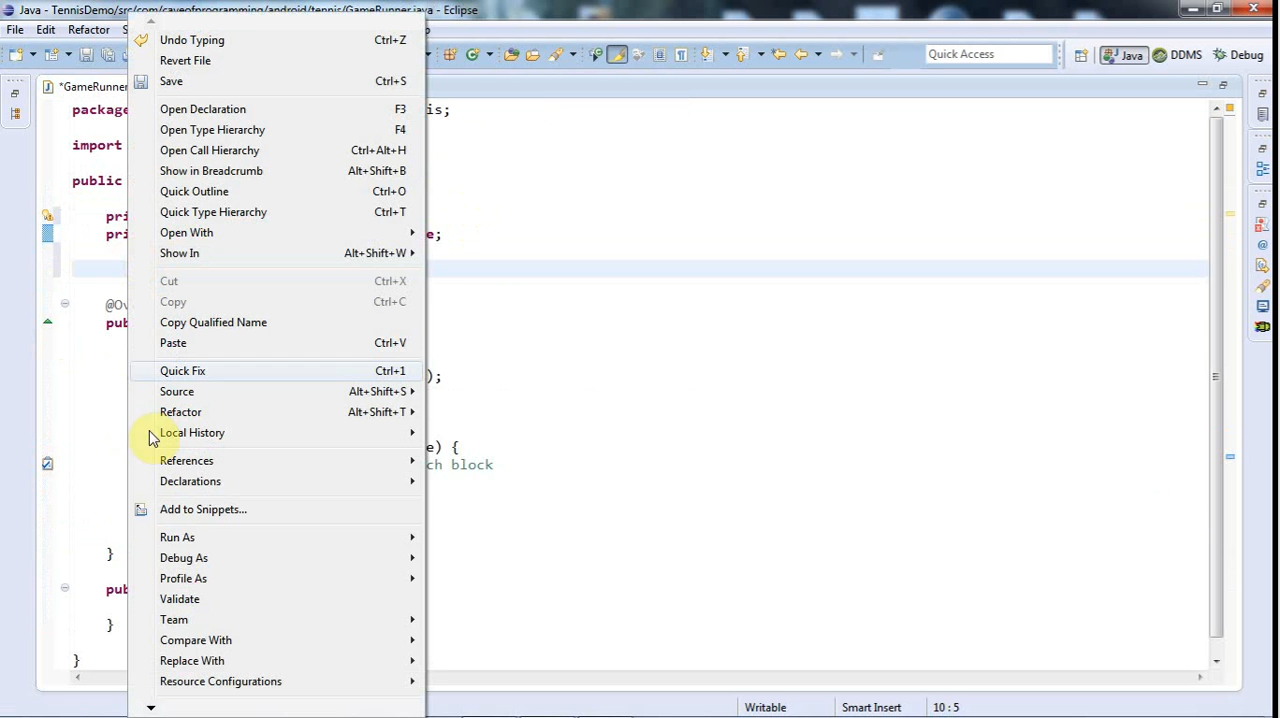 Java - TennisDemo/src/com/caveofprogramming/android/tennis/GameRunner.java - Eclipse
File Edit Refactor
Quick Access Java DDMS Debug
*GameRunner
Undo Typing Ctrl+Z
Revert File
Save Ctrl+S
Open Declaration F3
Open Type Hierarchy F4
Open Call Hierarchy Ctrl+Alt+H
Show in Breadcrumb Alt+Shift+B
Quick Outline Ctrl+O
Quick Type Hierarchy Ctrl+T
Open With
Show In Alt+Shift+W
Cut Ctrl+X
Copy Ctrl+C
Copy Qualified Name
Paste Ctrl+V
Quick Fix Ctrl+1
Source Alt+Shift+S
Refactor Alt+Shift+T
Local History
References
Declarations
Add to Snippets...
Run As
Debug As
Profile As
Validate
Team
Compare With
Replace With
Resource Configurations
packag is;
import
public
pri
pri e;
@Ov
pub
);
e) {
ch block
}
pub
}
}
Writable Smart Insert 10 : 5